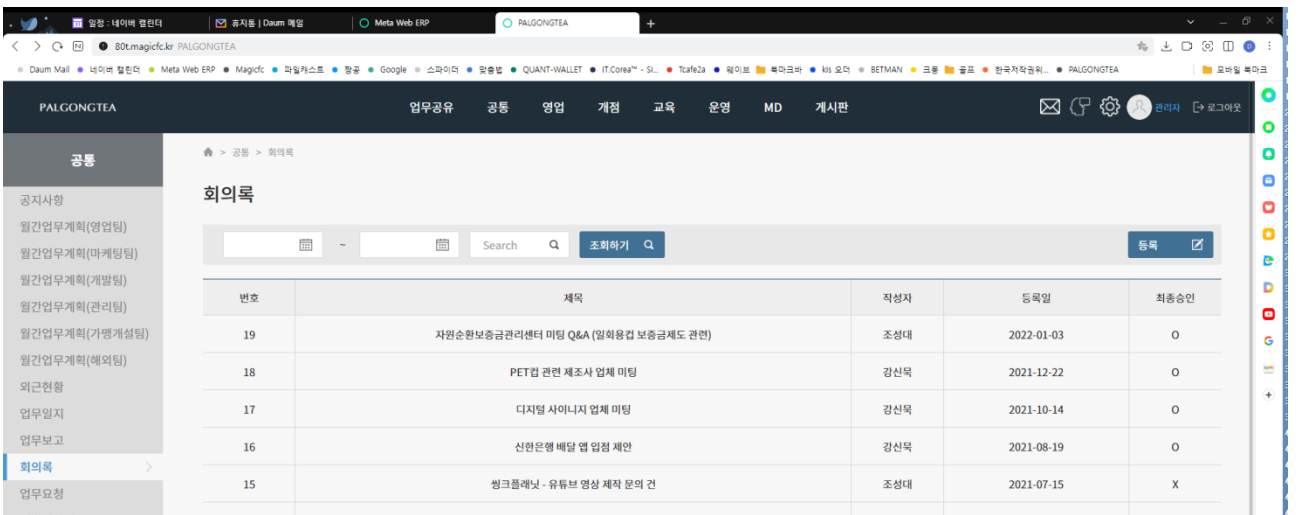 일정 : 네이버 캘린더 휴지통 | Daum 메일 Meta Web ERP PALGONGTEA
80t.magicfc.kr PALGONGTEA
Daum Mail 네이버 캘린더 Meta Web ERP Magicfc 파일캐스트 짱공 Google 스파이더 맞춤법 QUANT-WALLET IT.Corea™ - Si... Tcafe2a 웨이브 북마크바 kis 오더 BETMAN 크몽 골프 한국저작권위... PALGONGTEA 모바일 북마크
PALGONGTEA 업무공유 공통 영업 개점 교육 운영 MD 게시판 관리자 로그아웃
공통
> 공통 > 회의록
회의록
공지사항
월간업무계획(영업팀)
월간업무계획(마케팅팀)
월간업무계획(개발팀)
월간업무계획(관리팀)
월간업무계획(가맹개설팀)
월간업무계획(해외팀)
외근현황
업무일지
업무보고
회의록
업무요청
~ Search 조회하기 등록
번호 제목 작성자 등록일 최종승인
19 자원순환보증금관리센터 미팅 Q&A (일회용컵 보증금제도 관련) 조성대 2022-01-03 O
18 PET컵 관련 제조사 업체 미팅 강신묵 2021-12-22 O
17 디지털 사이니지 업체 미팅 강신묵 2021-10-14 O
16 신한은행 배달 앱 입점 제안 강신묵 2021-08-19 O
15 씽크플래닛 - 유튜브 영상 제작 문의 건 조성대 2021-07-15 X